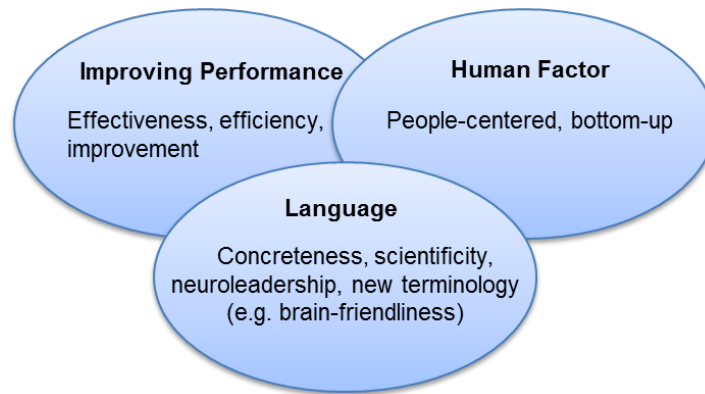 Improving Performance
Effectiveness, efficiency,
improvement
Human Factor
People-centered, bottom-up
Language
Concreteness, scientificity,
neuroleadership, new terminology
(e.g. brain-friendliness)